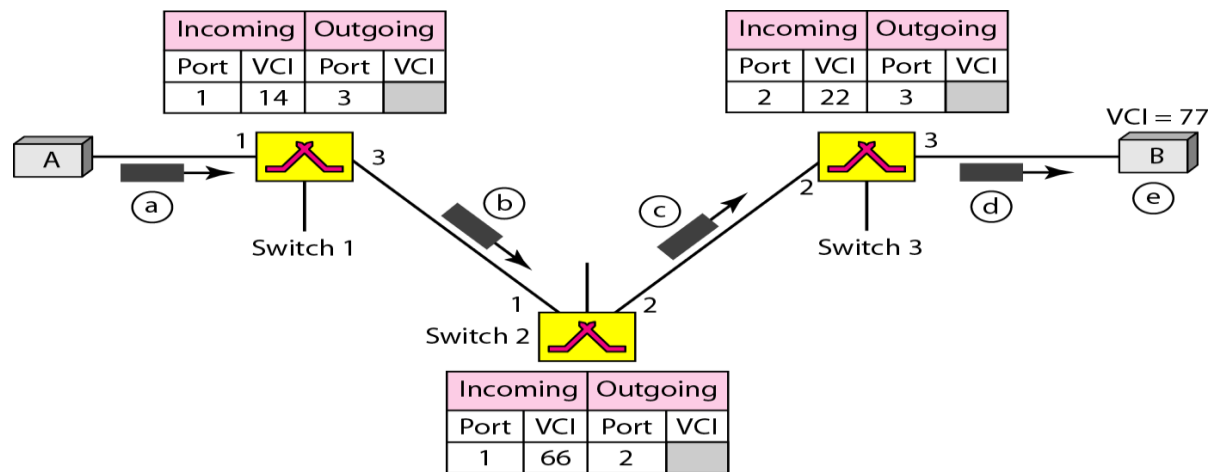 Incoming Outgoing
Port VCI Port VCI
1 14 3
Incoming Outgoing
Port VCI Port VCI
2 22 3
VCI = 77
A
1
3
a
Switch 1
b
c
2
3
Switch 3
d
B
e
1
2
Switch 2
Incoming Outgoing
Port VCI Port VCI
1 66 2